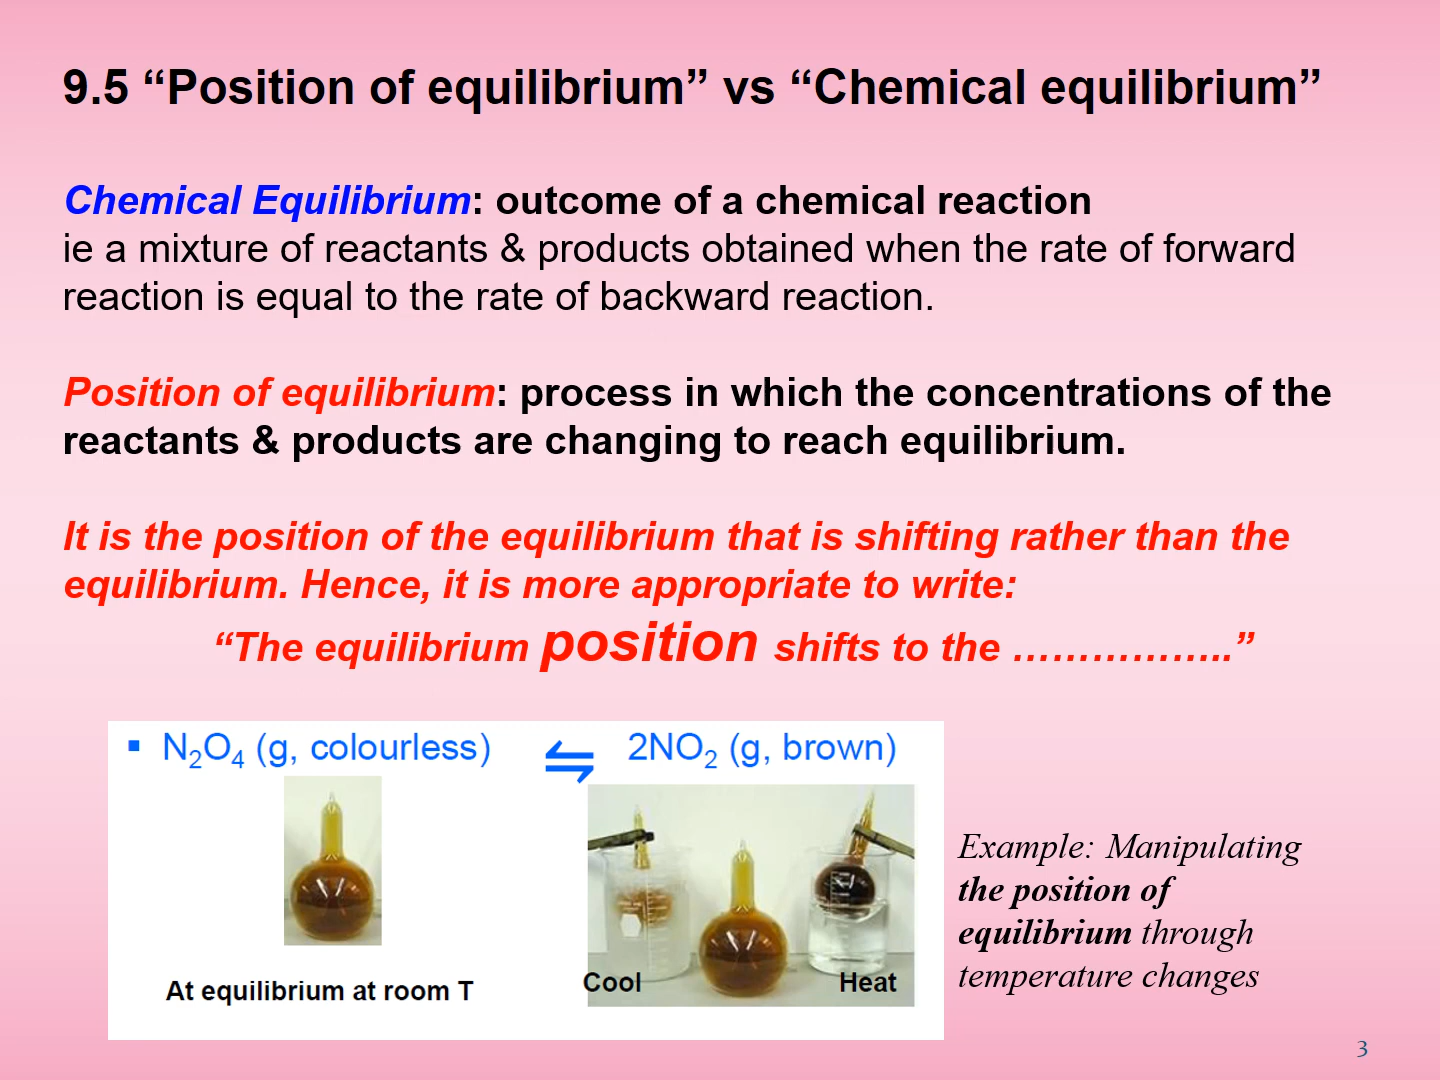 9.5 “Position of equilibrium” vs “Chemical equilibrium”
Chemical Equilibrium: outcome of a chemical reaction
ie a mixture of reactants & products obtained when the rate of forward
reaction is equal to the rate of backward reaction.
Position of equilibrium: process in which the concentrations of the
reactants & products are changing to reach equilibrium.
It is the position of the equilibrium that is shifting rather than the
equilibrium. Hence, it is more appropriate to write:
“The equilibrium position shifts to the ……………..”
▪ N₂O₄ (g, colourless) ⇋ 2NO₂ (g, brown)
Cool
Heat
At equilibrium at room T
Example: Manipulating
the position of
equilibrium through
temperature changes
3